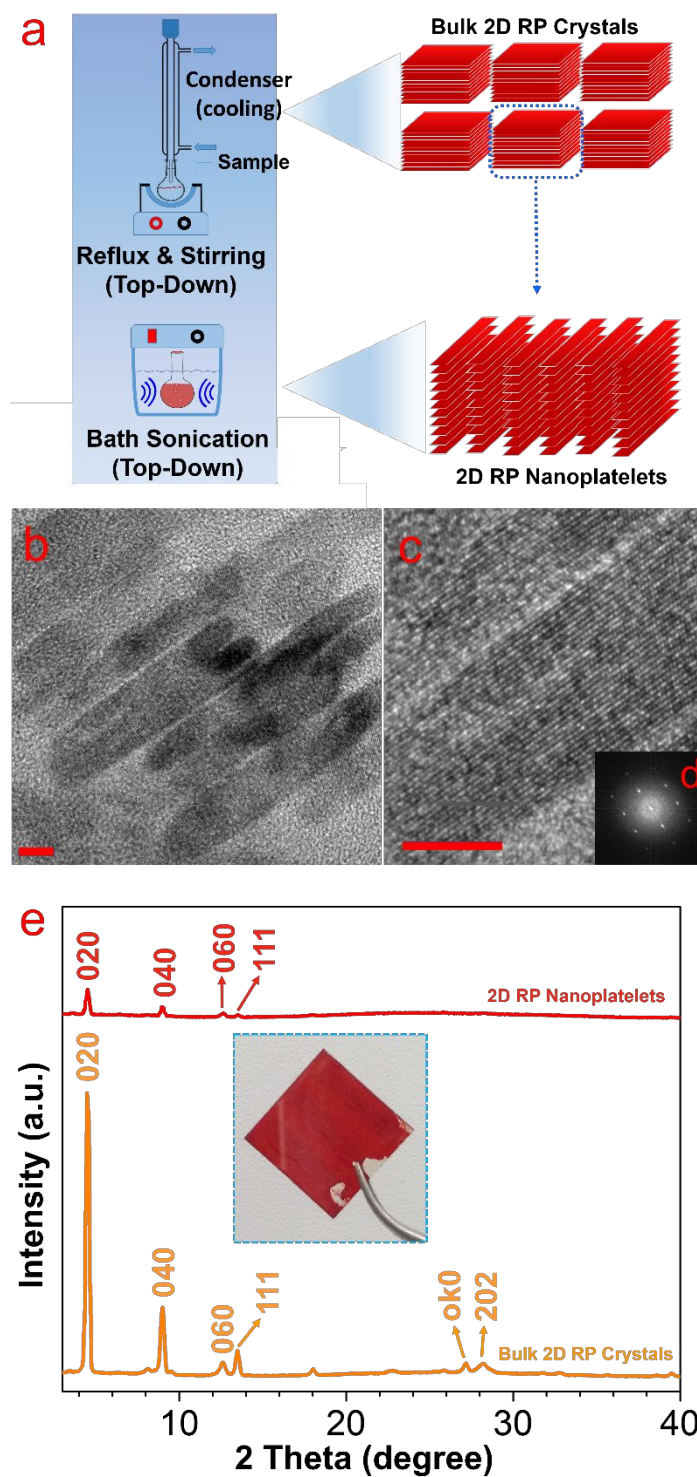 a
Bulk 2D RP Crystals
Condenser
(cooling)
Sample
Reflux & Stirring
(Top-Down)
Bath Sonication
(Top-Down)
2D RP Nanoplatelets
b
c
d
e
020
040
060
111
2D RP Nanoplatelets
020
040
060
111
ok0
202
Bulk 2D RP Crystals
Intensity (a.u.)
10
20
30
40
2 Theta (degree)